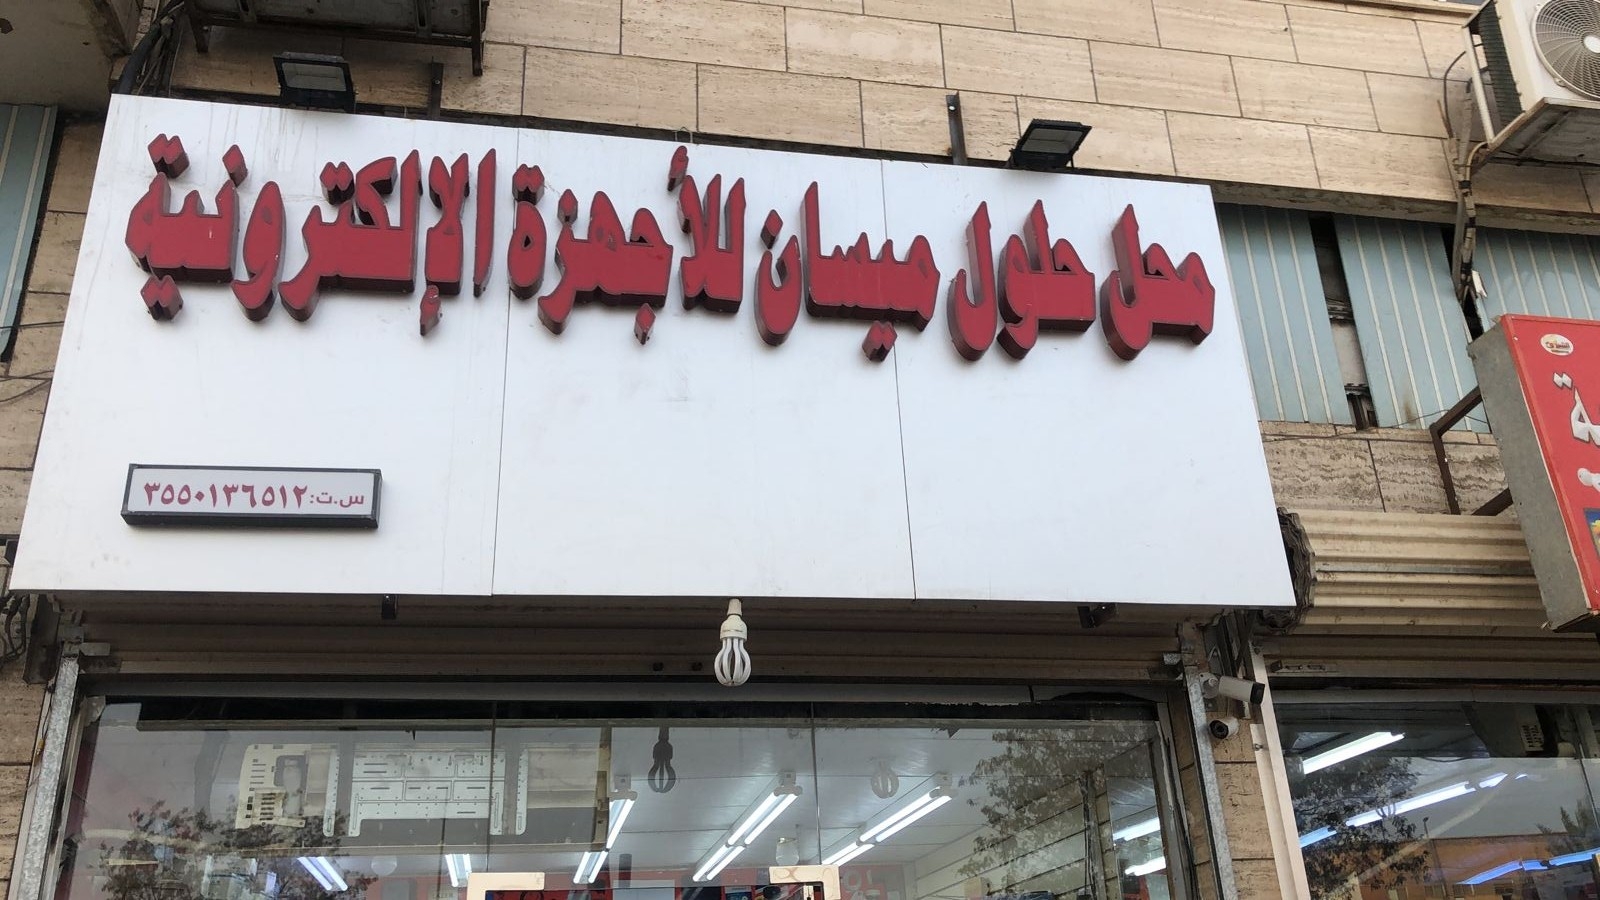 محل حلول ميسان للأجهزة الإلكترونية
س.ت: ٣٥٥٠١٣٦٥١٢